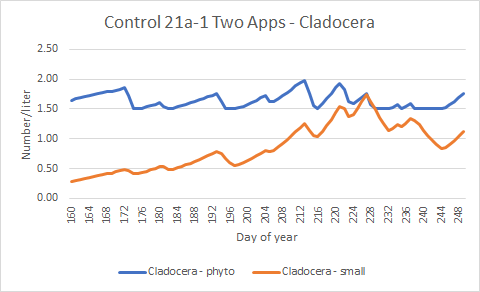 Control 21a-1 Two Apps - Cladocera
Number/liter
2.50
2.00
1.50
1.00
0.50
0.00
160 164 168 172 176 180 184 188 192 196 200 204 208 212 216 220 224 228 232 236 240 244 248
Day of year
Cladocera - phyto Cladocera - small